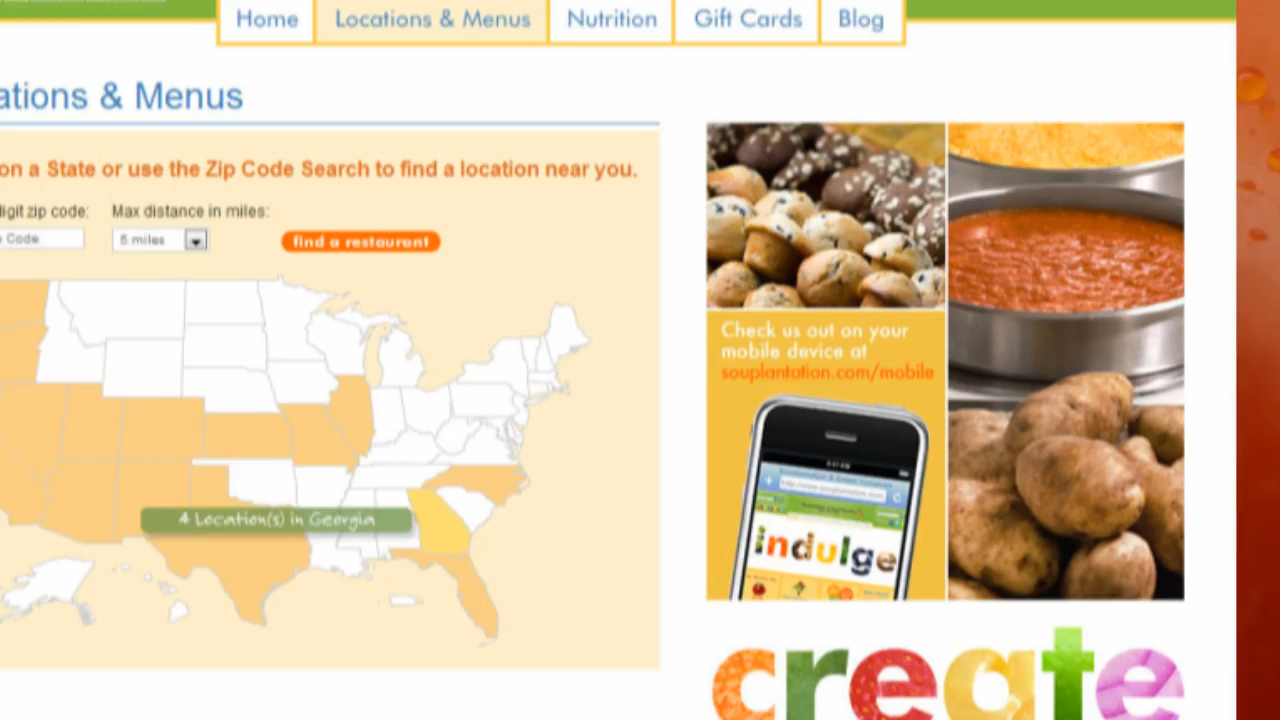 Home
Locations & Menus
Nutrition
Gift Cards
Blog
ations & Menus
on a State or use the Zip Code Search to find a location near you.
digit zip code:
Max distance in miles:
Code
5 miles
find a restaurant
4 Location(s) in Georgia
Check us out on your
mobile device at
souplantation.com/mobile
indulge
create